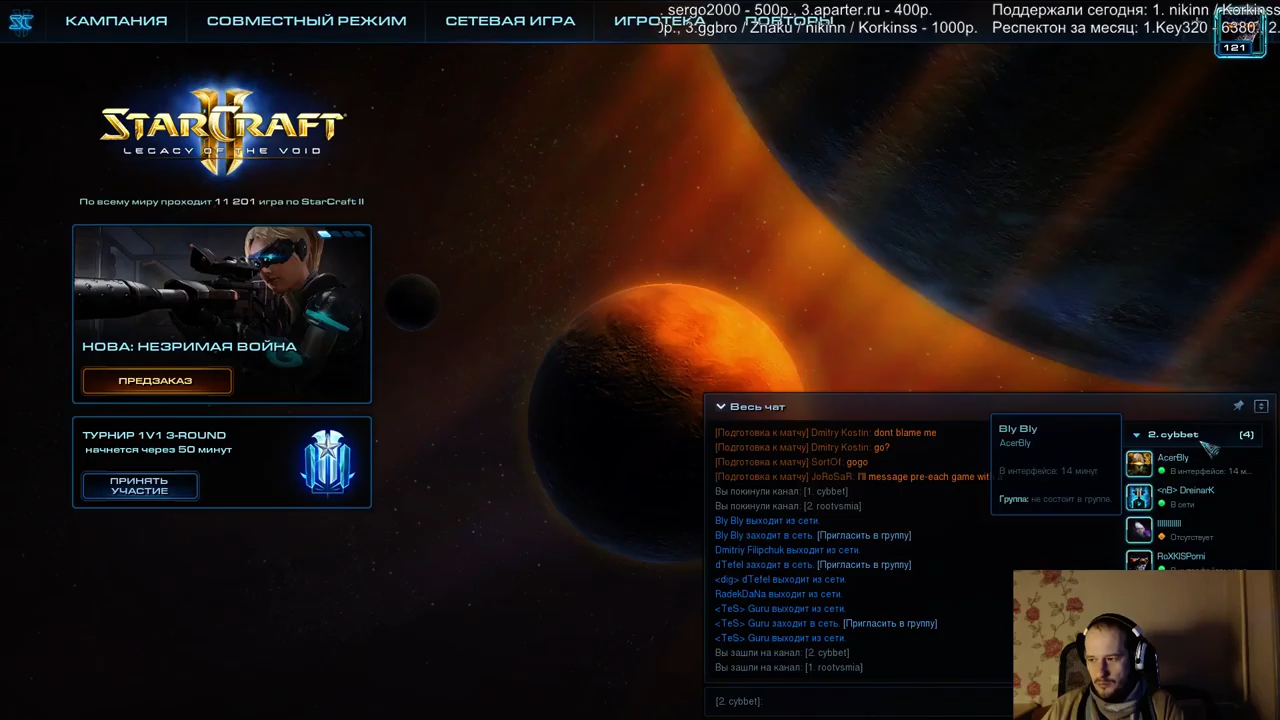 КАМПАНИЯ
СОВМЕСТНЫЙ РЕЖИМ
СЕТЕВАЯ ИГРА
ИГРОТЕКА
ПОВТОРЫ
. sergo2000 - 500р., 3.aparter.ru - 400р.
Поддержали сегодня: 1. nikinn / Korkinss
0р., 3:ggbro / Znaku / nikinn / Korkinss - 1000р.
Респектон за месяц: 1.Key320 - 6380., 2.
121
STARCRAFT
II
LEGACY OF THE VOID
По всему миру проходит 11 201 игра по StarCraft II
НОВА: НЕЗРИМАЯ ВОЙНА
ПРЕДЗАКАЗ
ТУРНИР 1V1 3-ROUND
начнется через 50 минут
ПРИНЯТЬ
УЧАСТИЕ
Весь чат
[Подготовка к матчу] Dmitry Kostin: dont blame me
[Подготовка к матчу] Dmitry Kostin: go?
[Подготовка к матчу] SortOf: gogo
[Подготовка к матчу] JoRoSaR: I'll message pre-each game wit
Вы покинули канал: [1. cybbet]
Вы покинули канал: [2. rootvsmia]
Bly Bly выходит из сети.
Bly Bly заходит в сеть. [Пригласить в группу]
Dmitriy Filipchuk выходит из сети.
dTefel заходит в сеть. [Пригласить в группу]
<dig> dTefel выходит из сети.
RadekDaNa выходит из сети.
<TeS> Guru выходит из сети.
<TeS> Guru заходит в сеть. [Пригласить в группу]
<TeS> Guru выходит из сети.
Вы зашли на канал: [2. cybbet]
Вы зашли на канал: [1. rootvsmia]
[2. cybbet]:
Bly Bly
AcerBly
В интерфейсе: 14 минут
Группа: не состоит в группе.
2. cybbet
(4)
AcerBly
В интерфейсе: 14 м...
<nB> DreinarK
В сети
llllllllllll
Отсутствует
RoXKISPomi